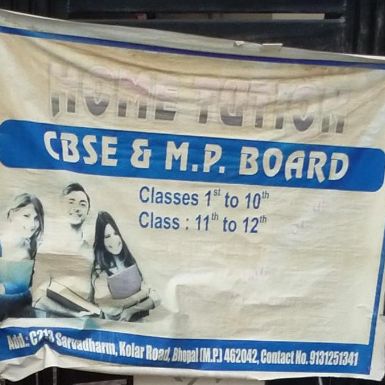 HOME TUTION
CBSE & M.P. BOARD
Classes 1st to 10th
Class : 11th to 12th
Add.: C213 Sarvadharm, Kolar Road, Bhopal (M.P.) 462042, Contact No. 9131251341